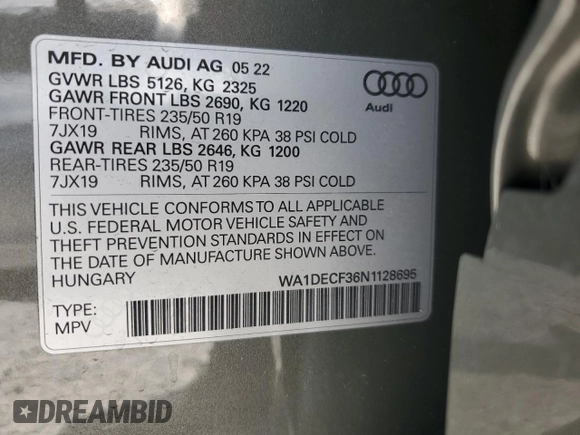 MFD. BY AUDI AG 05 22
GVWR LBS 5126, KG 2325
GAWR FRONT LBS 2690, KG 1220
FRONT-TIRES 235/50 R19
7JX19 RIMS, AT 260 KPA 38 PSI COLD
GAWR REAR LBS 2646, KG 1200
REAR-TIRES 235/50 R19
7JX19 RIMS, AT 260 KPA 38 PSI COLD
Audi
THIS VEHICLE CONFORMS TO ALL APPLICABLE
U.S. FEDERAL MOTOR VEHICLE SAFETY AND
THEFT PREVENTION STANDARDS IN EFFECT ON
THE DATE OF MANUFACTURE SHOWN ABOVE.
HUNGARY WA1DECF36N1128695
TYPE:
MPV
DREAMBID